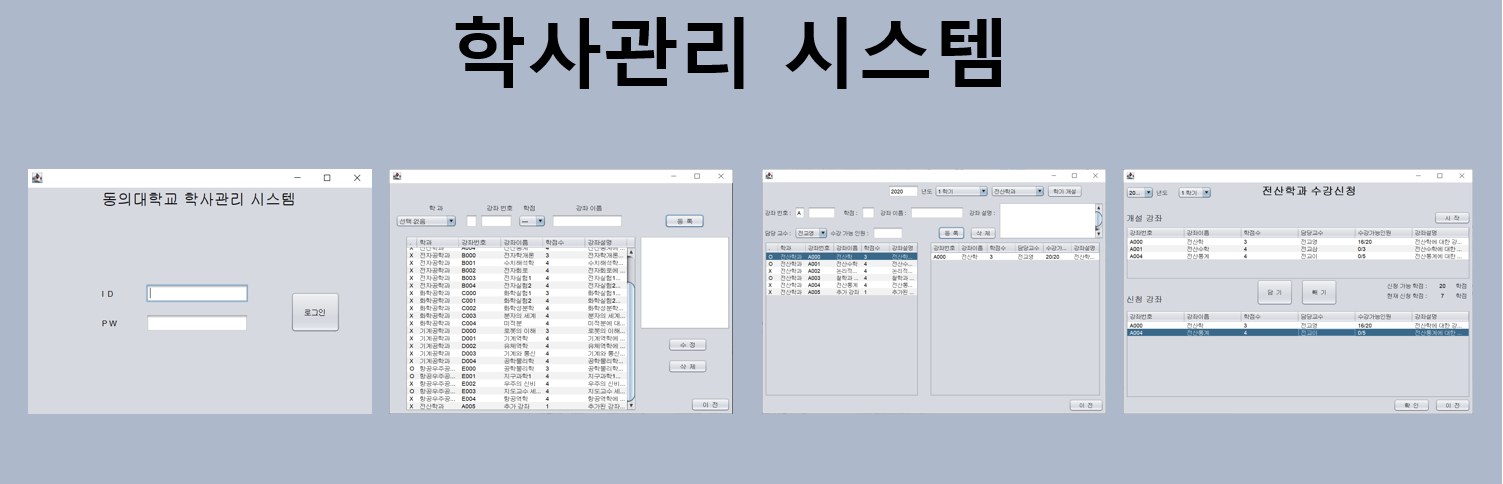 학사관리 시스템
동의대학교 학사관리 시스템
I D
P W
로그인
학 과 강좌 번호 학점 강좌 이름
선택 없음 --- 등 록
. 학과 강좌번호 강좌이름 학점수 강좌설명
X 전자공학과 B000 전자학개론 3 전자학개론...
X 전자공학과 B001 수치해석학 4 수치해석학...
X 전자공학과 B002 전자회로 4 전자회로에 ...
X 전자공학과 B003 전자실험1 4 전자실험1...
X 전자공학과 B004 전자실험2 4 전자실험2...
X 화학공학과 C000 화학실험1 3 화학실험1...
X 화학공학과 C001 화학실험2 4 화학실험2...
X 화학공학과 C002 화학성분학 4 화학성분학...
X 화학공학과 C003 분자의 세계 4 분자의 세계...
X 화학공학과 C004 미적분 4 미적분에 대...
X 기계공학과 D000 로봇의 이해 3 로봇의 이해...
X 기계공학과 D001 기계역학 4 기계역학에 ...
X 기계공학과 D002 유체역학 4 유체역학에 ...
X 기계공학과 D003 기계와 통신 4 기계와 통신...
X 기계공학과 D004 공학물리학 4 공학물리학...
O 항공우주공... E000 공학물리학 3 공학물리학...
O 항공우주공... E001 지구과학1 4 지구과학1...
X 항공우주공... E002 우주의 신비 4 우주의 신비...
O 항공우주공... E003 지도교수 세... 4 지도교수 세...
X 항공우주공... E004 항공역학 4 항공역학에 ...
X 전산학과 A005 추가 강좌 1 추가된 강좌...
수 정
삭 제
이 전
2020 년도 1 학기 전산학과 학기 개설
강좌 번호 : A 학점 : 강좌 이름 : 강좌 설명 :
담당 교수 : 전교영 수강 가능 인원 : 등 록 삭 제
. 학과 강좌번호 강좌이름 학점수 강좌설명
O 전산학과 A000 전산학 3 전산학...
X 전산학과 A001 전산수학 4 전산수...
X 전산학과 A002 논리적... 4 논리적...
X 전산학과 A003 철학과 ... 4 철학과 ...
X 전산학과 A004 전산통계 4 전산통...
X 전산학과 A005 추가 강좌 1 추가된 ...
강좌번호 강좌이름 학점수 담당교수 수강가... 강좌설명
A000 전산학 3 전교영 20/20 전산학...
이 전
20... 년도 1 학기 전산학과 수강신청
개설 강좌 시 작
강좌번호 강좌이름 학점수 담당교수 수강가능인원 강좌설명
A000 전산학 3 전교영 16/20 전산학에 대한 강...
A001 전산수학 4 전교삼 0/3 전산수학에 대한 ...
A004 전산통계 4 전교이 0/5 전산통계에 대한 ...
담 기 빼 기
신청 가능 학점 : 20 학점
현재 신청 학점 : 7 학점
신청 강좌
강좌번호 강좌이름 학점수 담당교수 수강가능인원 강좌설명
A000 전산학 3 전교영 16/20 전산학에 대한 강...
A004 전산통계 4 전교이 0/5 전산통계에 대한 ...
확 인 이 전